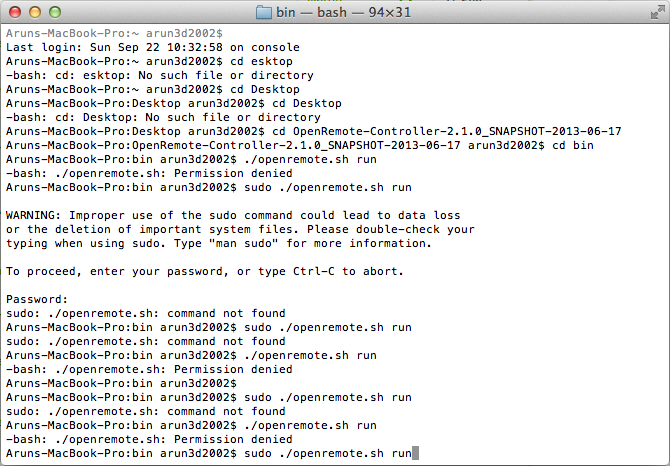 bin — bash — 94×31
Aruns-MacBook-Pro:~ arun3d2002$
Last login: Sun Sep 22 10:32:58 on console
Aruns-MacBook-Pro:~ arun3d2002$ cd esktop
-bash: cd: esktop: No such file or directory
Aruns-MacBook-Pro:~ arun3d2002$ cd Desktop
Aruns-MacBook-Pro:Desktop arun3d2002$ cd Desktop
-bash: cd: Desktop: No such file or directory
Aruns-MacBook-Pro:Desktop arun3d2002$ cd OpenRemote-Controller-2.1.0_SNAPSHOT-2013-06-17
Aruns-MacBook-Pro:OpenRemote-Controller-2.1.0_SNAPSHOT-2013-06-17 arun3d2002$ cd bin
Aruns-MacBook-Pro:bin arun3d2002$ ./openremote.sh run
-bash: ./openremote.sh: Permission denied
Aruns-MacBook-Pro:bin arun3d2002$ sudo ./openremote.sh run

WARNING: Improper use of the sudo command could lead to data loss
or the deletion of important system files. Please double-check your
typing when using sudo. Type "man sudo" for more information.

To proceed, enter your password, or type Ctrl-C to abort.

Password:
sudo: ./openremote.sh: command not found
Aruns-MacBook-Pro:bin arun3d2002$ sudo ./openremote.sh run
sudo: ./openremote.sh: command not found
Aruns-MacBook-Pro:bin arun3d2002$ ./openremote.sh run
-bash: ./openremote.sh: Permission denied
Aruns-MacBook-Pro:bin arun3d2002$
Aruns-MacBook-Pro:bin arun3d2002$ sudo ./openremote.sh run
sudo: ./openremote.sh: command not found
Aruns-MacBook-Pro:bin arun3d2002$ ./openremote.sh run
-bash: ./openremote.sh: Permission denied
Aruns-MacBook-Pro:bin arun3d2002$ sudo ./openremote.sh run